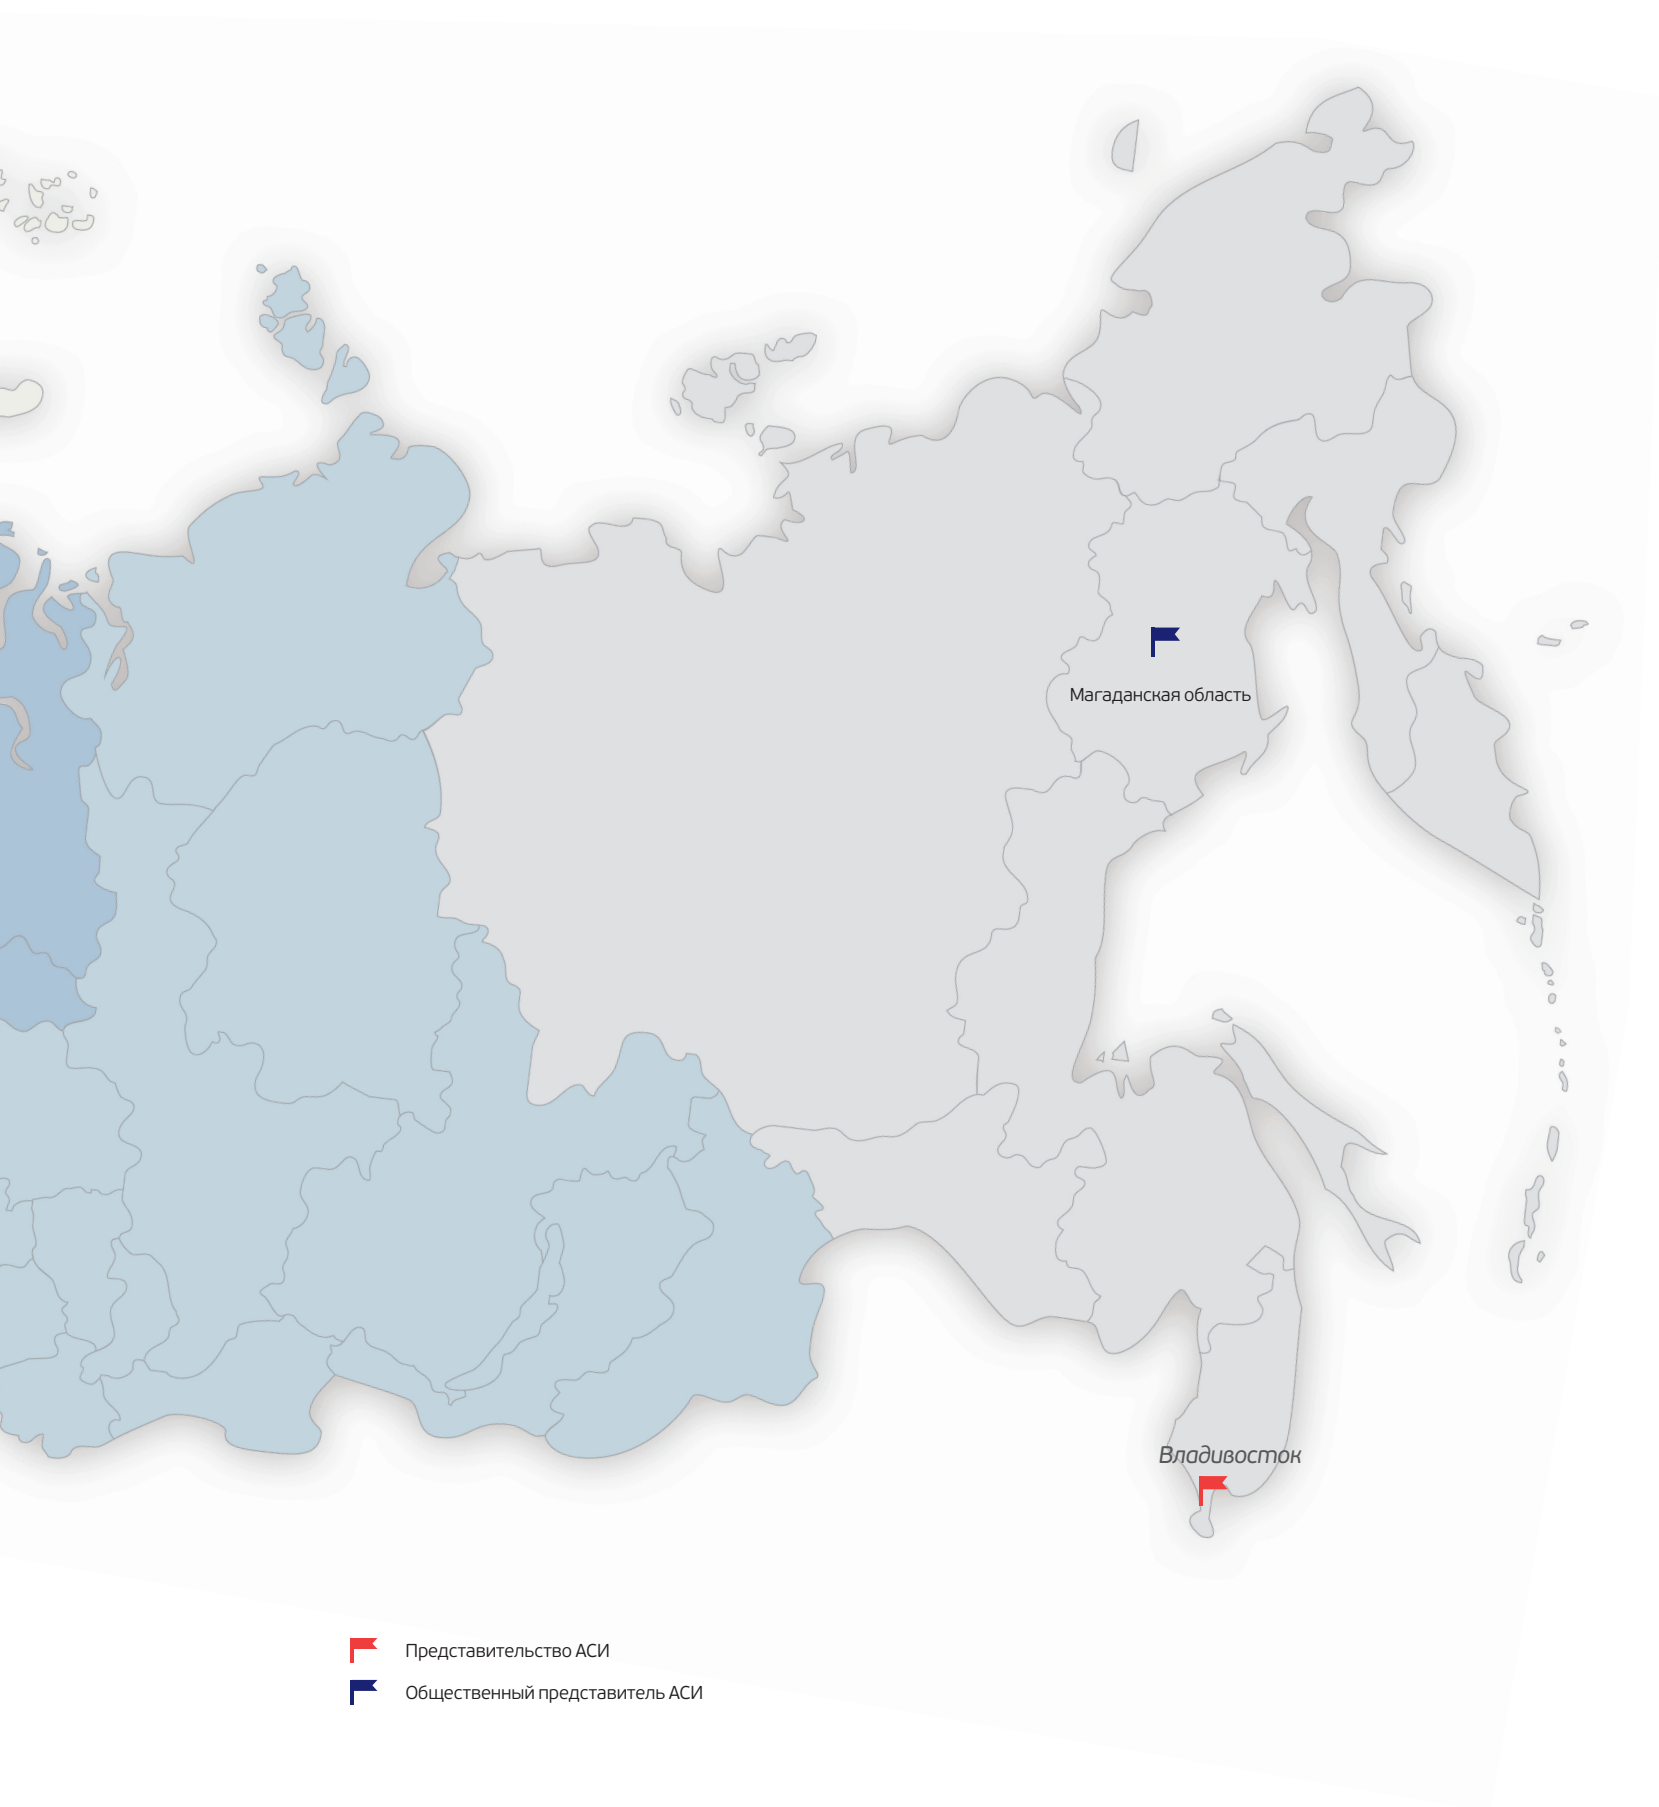 Магаданская область
Владивосток
Представительство АСИ
Общественный представитель АСИ